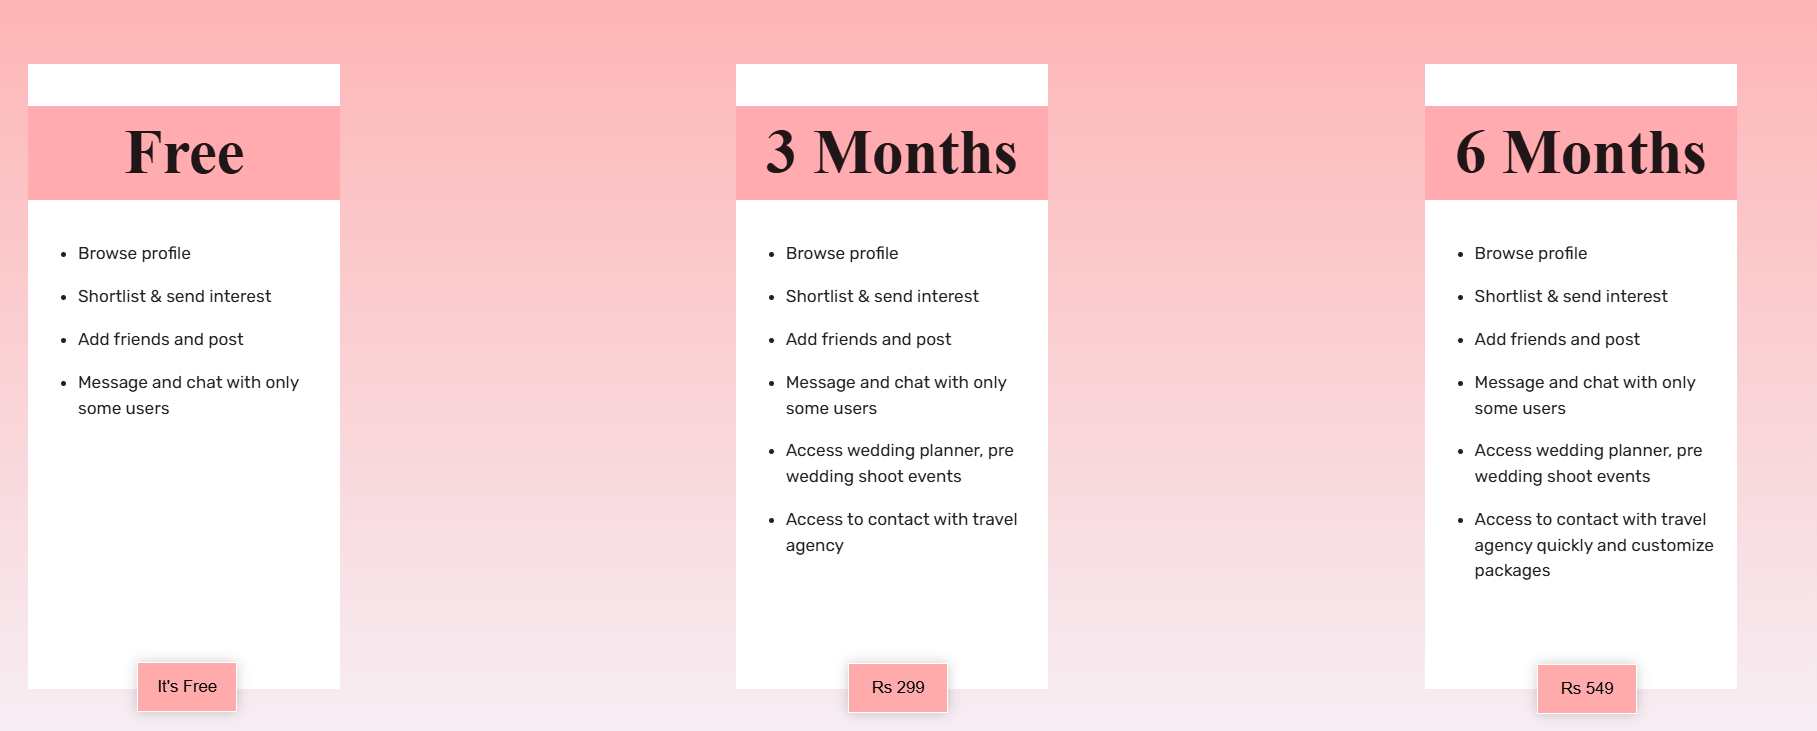 Free
Browse profile
Shortlist & send interest
Add friends and post
Message and chat with only
some users
It's Free
3 Months
Browse profile
Shortlist & send interest
Add friends and post
Message and chat with only
some users
Access wedding planner, pre
wedding shoot events
Access to contact with travel
agency
Rs 299
6 Months
Browse profile
Shortlist & send interest
Add friends and post
Message and chat with only
some users
Access wedding planner, pre
wedding shoot events
Access to contact with travel
agency quickly and customize
packages
Rs 549